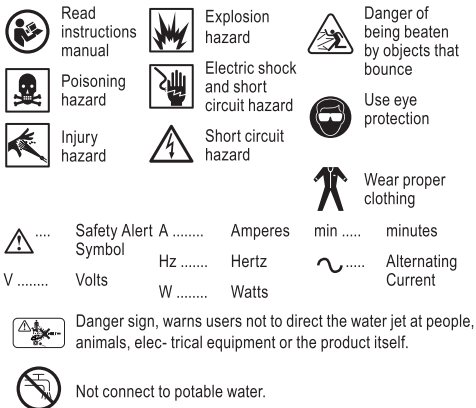 Read
instructions
manual
Poisoning
hazard
Injury
hazard
Explosion
hazard
Electric shock
and short
circuit hazard
Short circuit
hazard
Danger of
being beaten
by objects that
bounce
Use eye
protection
Wear proper
clothing
.... Safety Alert
Symbol
V ........ Volts
A ........ Amperes
Hz ....... Hertz
W ........ Watts
min ..... minutes
..... Alternating
Current
Danger sign, warns users not to direct the water jet at people,
animals, elec- trical equipment or the product itself.
Not connect to potable water.